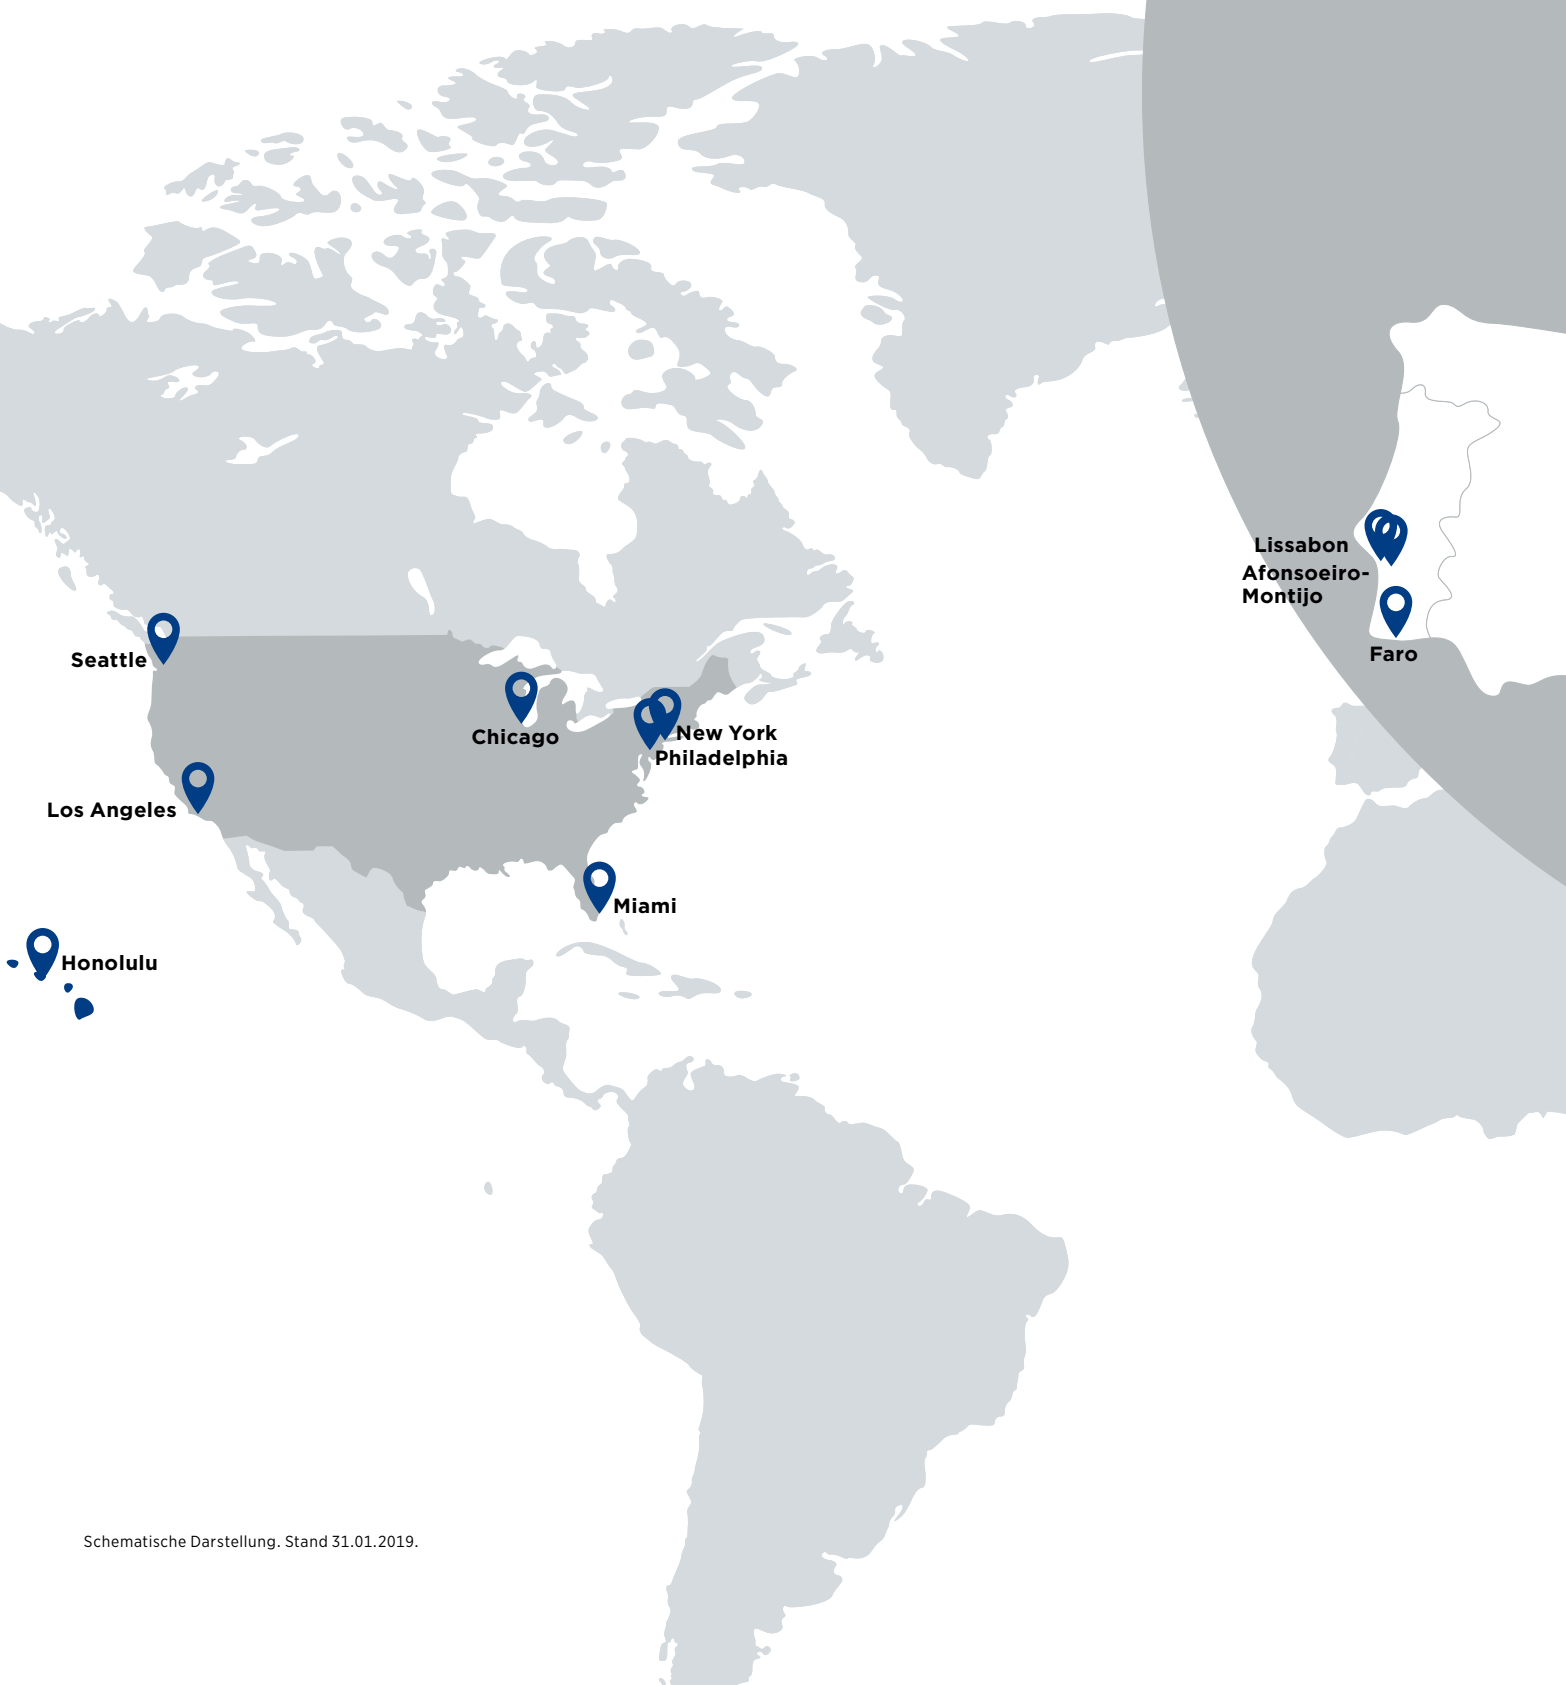 Lissabon
Afonsoeiro-
Montijo
Seattle
Faro
Chicago
New York
Philadelphia
Los Angeles
Miami
Honolulu
Schematische Darstellung. Stand 31.01.2019.